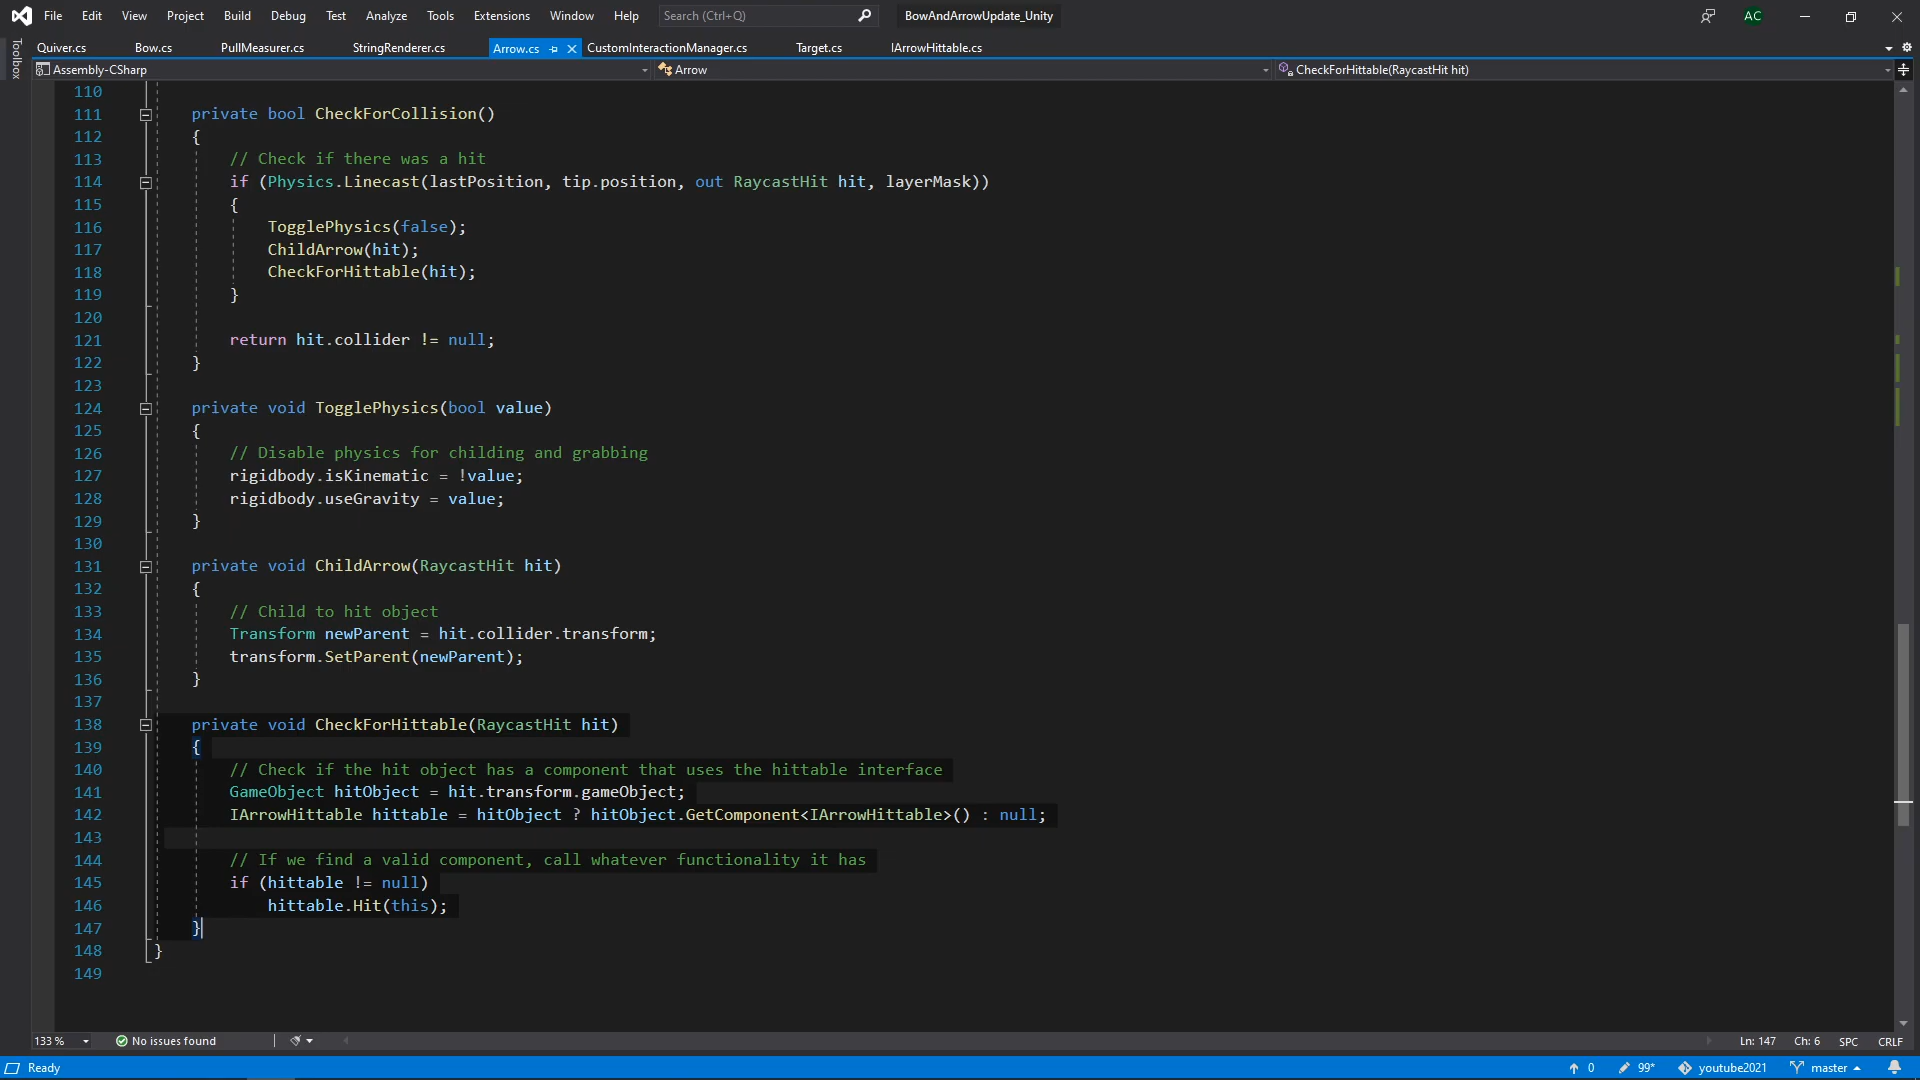 File Edit View Project Build Debug Test Analyze Tools Extensions Window Help Search (Ctrl+Q) BowAndArrowUpdate_Unity AC
Toolbox
Quiver.cs Bow.cs PullMeasurer.cs StringRenderer.cs Arrow.cs CustomInteractionManager.cs Target.cs IArrowHittable.cs
Assembly-CSharp Arrow CheckForHittable(RaycastHit hit)
110
111 private bool CheckForCollision()
112 {
113 // Check if there was a hit
114 if (Physics.Linecast(lastPosition, tip.position, out RaycastHit hit, layerMask))
115 {
116 TogglePhysics(false);
117 ChildArrow(hit);
118 CheckForHittable(hit);
119 }
120
121 return hit.collider != null;
122 }
123
124 private void TogglePhysics(bool value)
125 {
126 // Disable physics for childing and grabbing
127 rigidbody.isKinematic = !value;
128 rigidbody.useGravity = value;
129 }
130
131 private void ChildArrow(RaycastHit hit)
132 {
133 // Child to hit object
134 Transform newParent = hit.collider.transform;
135 transform.SetParent(newParent);
136 }
137
138 private void CheckForHittable(RaycastHit hit)
139 {
140 // Check if the hit object has a component that uses the hittable interface
141 GameObject hitObject = hit.transform.gameObject;
142 IArrowHittable hittable = hitObject ? hitObject.GetComponent<IArrowHittable>() : null;
143
144 // If we find a valid component, call whatever functionality it has
145 if (hittable != null)
146 hittable.Hit(this);
147 }
148 }
149
133 % No issues found Ln: 147 Ch: 6 SPC CRLF
Ready 0 99* youtube2021 master